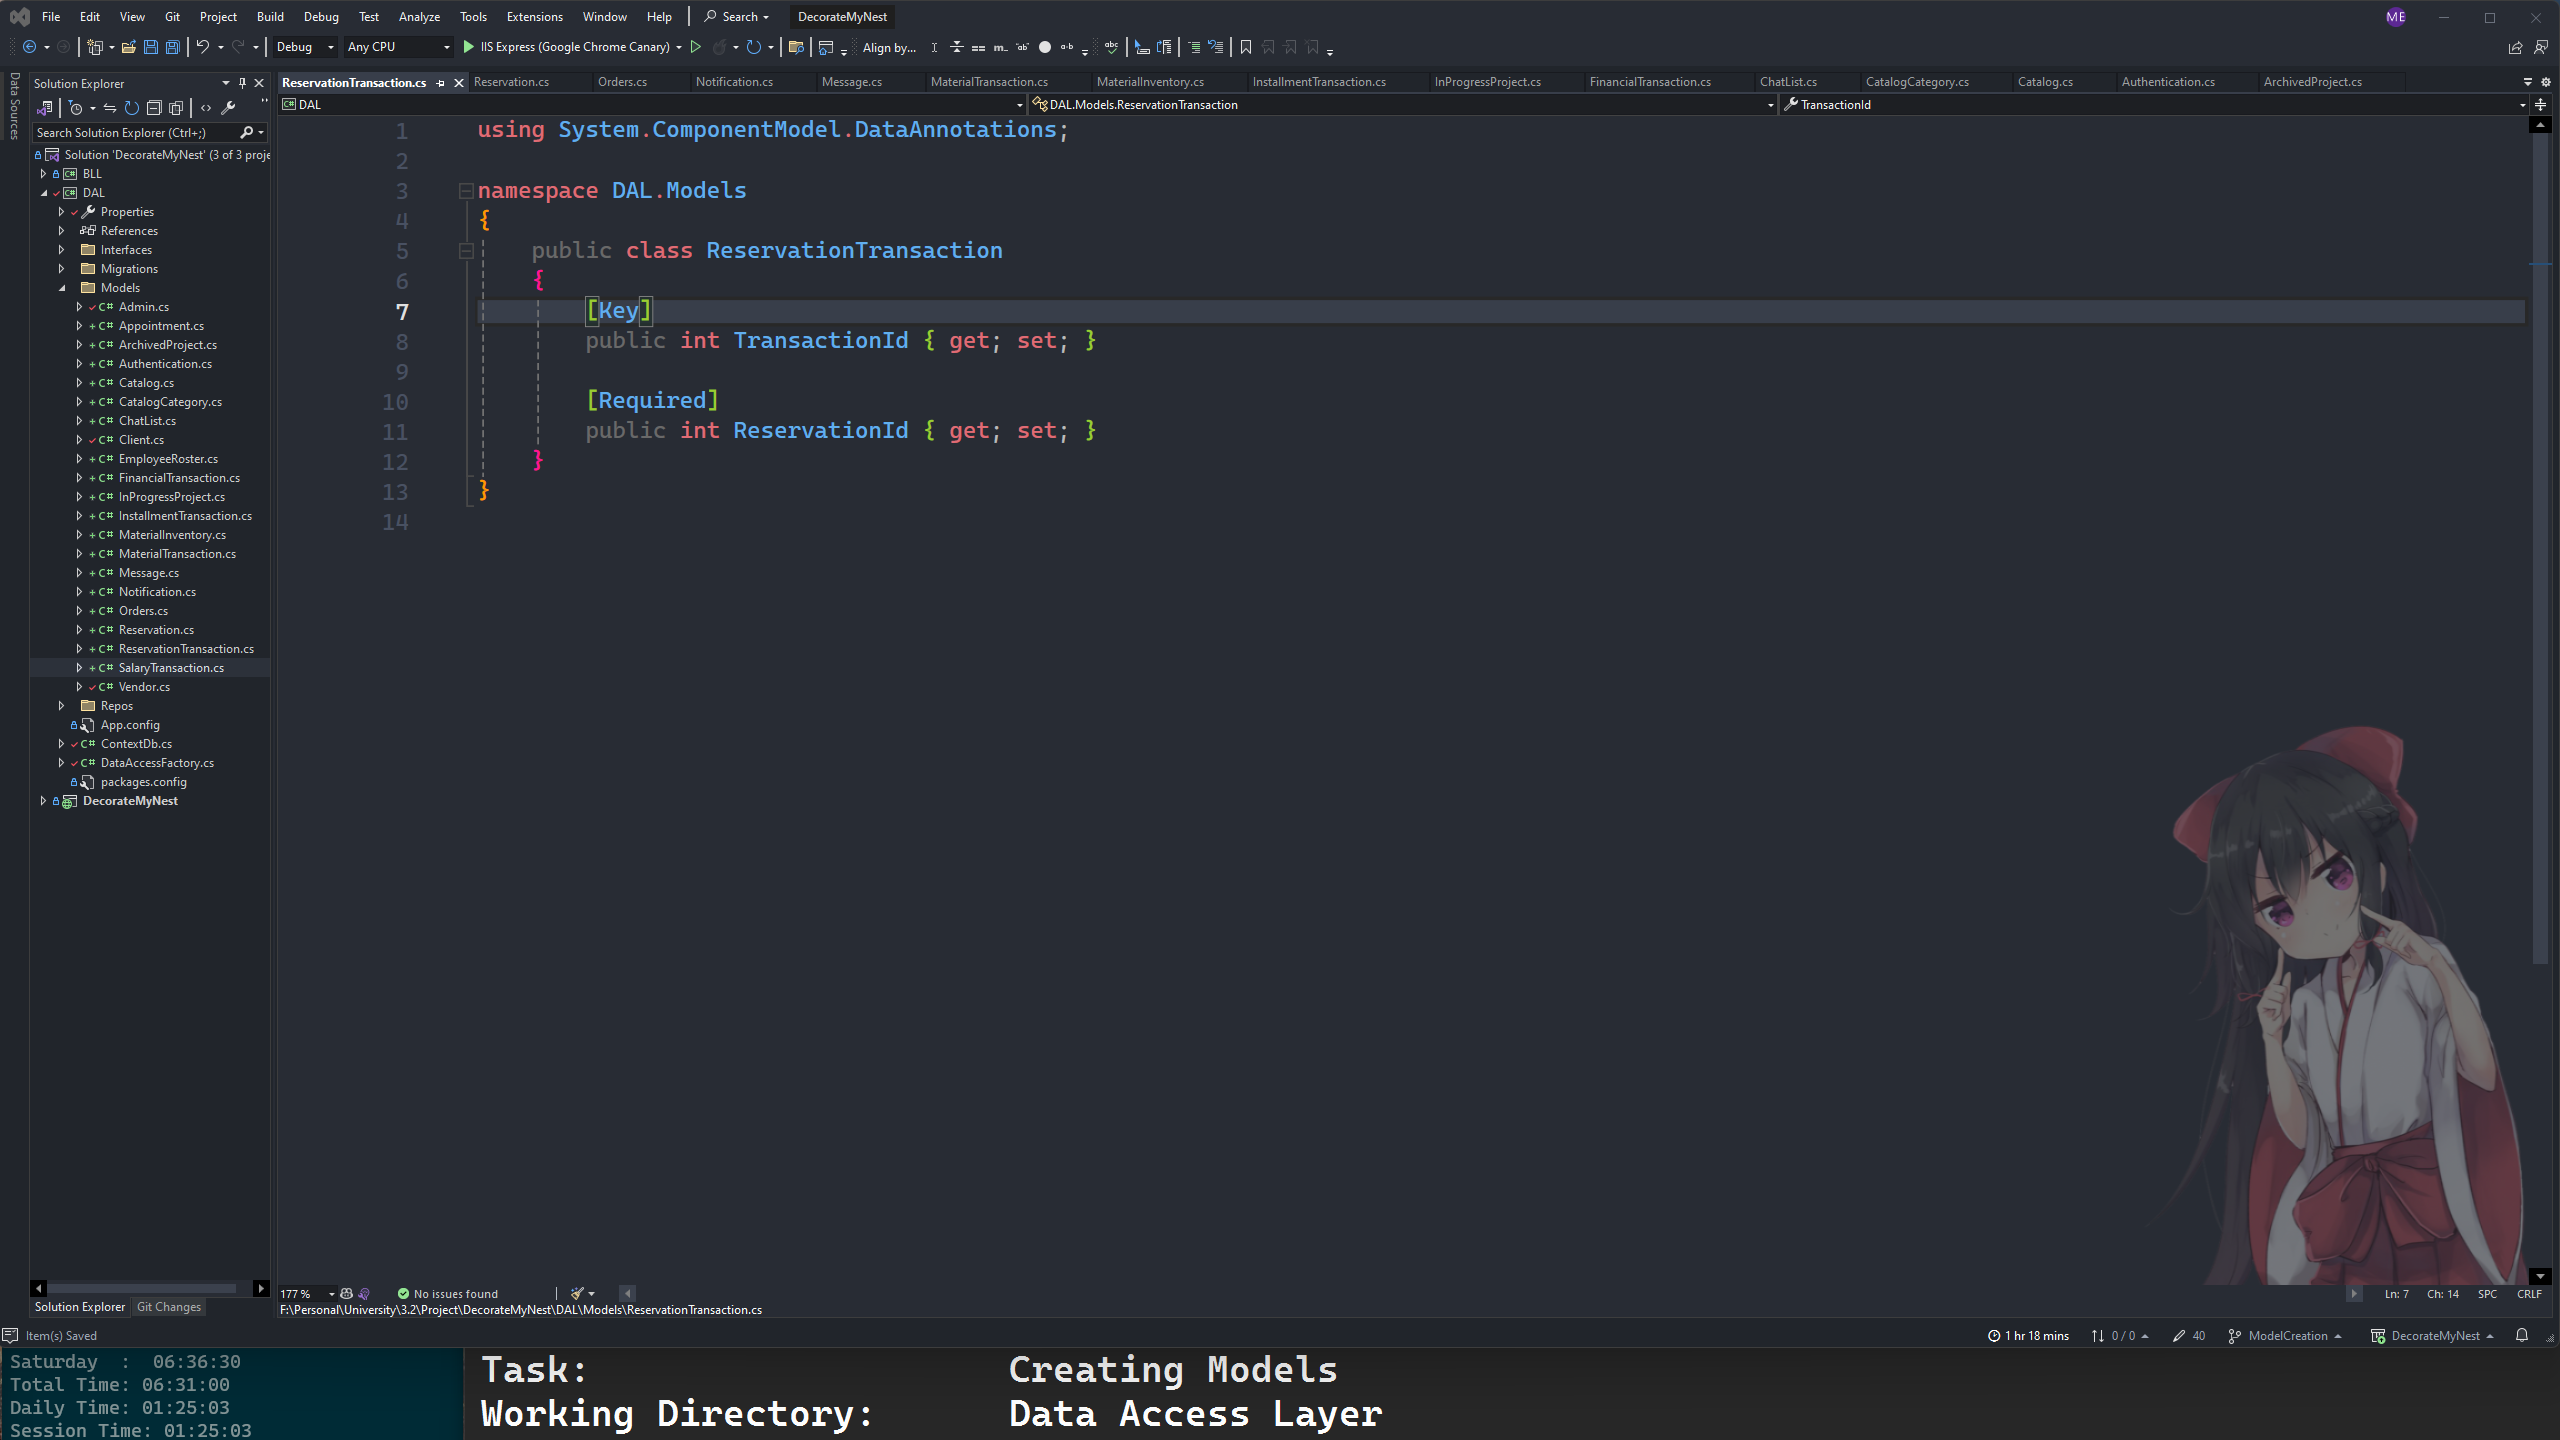 File Edit View Git Project Build Debug Test Analyze Tools Extensions Window Help Search DecorateMyNest ME
Debug Any CPU IIS Express (Google Chrome Canary) Align by...
Data Sources
Solution Explorer
Search Solution Explorer (Ctrl+;)
Solution 'DecorateMyNest' (3 of 3 proje
BLL
DAL
Properties
References
Interfaces
Migrations
Models
Admin.cs
Appointment.cs
ArchivedProject.cs
Authentication.cs
Catalog.cs
CatalogCategory.cs
ChatList.cs
Client.cs
EmployeeRoster.cs
FinancialTransaction.cs
InProgressProject.cs
InstallmentTransaction.cs
MaterialInventory.cs
MaterialTransaction.cs
Message.cs
Notification.cs
Orders.cs
Reservation.cs
ReservationTransaction.cs
SalaryTransaction.cs
Vendor.cs
Repos
App.config
ContextDb.cs
DataAccessFactory.cs
packages.config
DecorateMyNest
Solution Explorer Git Changes
ReservationTransaction.cs Reservation.cs Orders.cs Notification.cs Message.cs MaterialTransaction.cs MaterialInventory.cs InstallmentTransaction.cs InProgressProject.cs FinancialTransaction.cs ChatList.cs CatalogCategory.cs Catalog.cs Authentication.cs ArchivedProject.cs
DAL DAL.Models.ReservationTransaction TransactionId
1 using System.ComponentModel.DataAnnotations;
2
3 namespace DAL.Models
4 {
5 public class ReservationTransaction
6 {
7 [Key]
8 public int TransactionId { get; set; }
9
10 [Required]
11 public int ReservationId { get; set; }
12 }
13 }
14
177 % No issues found Ln: 7 Ch: 14 SPC CRLF
F:\Personal\University\3.2\Project\DecorateMyNest\DAL\Models\ReservationTransaction.cs
Item(s) Saved 1 hr 18 mins 0 / 0 40 ModelCreation DecorateMyNest
Saturday : 06:36:30
Total Time: 06:31:00
Daily Time: 01:25:03
Session Time: 01:25:03
Task: Creating Models
Working Directory: Data Access Layer